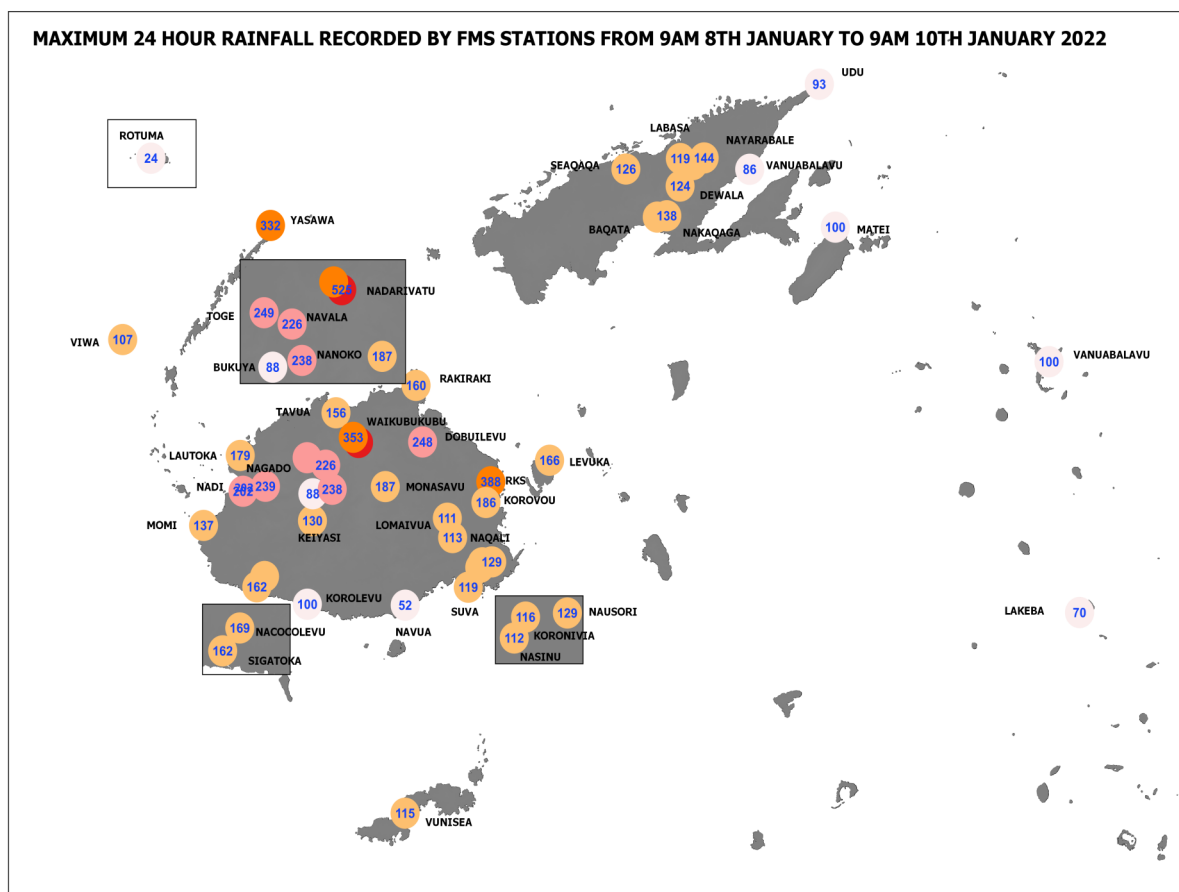 MAXIMUM 24 HOUR RAINFALL RECORDED BY FMS STATIONS FROM 9AM 8TH JANUARY TO 9AM 10TH JANUARY 2022
UDU
93
ROTUMA
24
LABASA
NAYARABALE
119
144
SEAQAQA
126
86
VANUABALAVU
124
DEWALA
138
BAQATA
NAKAQAGA
100
MATEI
YASAWA
332
NADARIVATU
TOGE
249
226
NAVALA
VIWA
107
BUKUYA
88
238
NANOKO
187
100
VANUABALAVU
160
RAKIRAKI
TAVUA
156
WAIKUBUKUBU
353
248
DOBUILEVU
LAUTOKA
179
NAGADO
226
166
LEVUKA
NADI
239
88
238
187
MONASAVU
388
RKS
186
KOROVOU
MOMI
137
130
KEIYASI
LOMAIVUA
111
113
NAQALI
129
162
119
SUVA
100
KOROLEVU
52
NAVUA
169
NACOCOLEVU
162
SIGATOKA
116
129
NAUSORI
112
KORONIVIA
NASINU
LAKEBA
70
115
VUNISEA